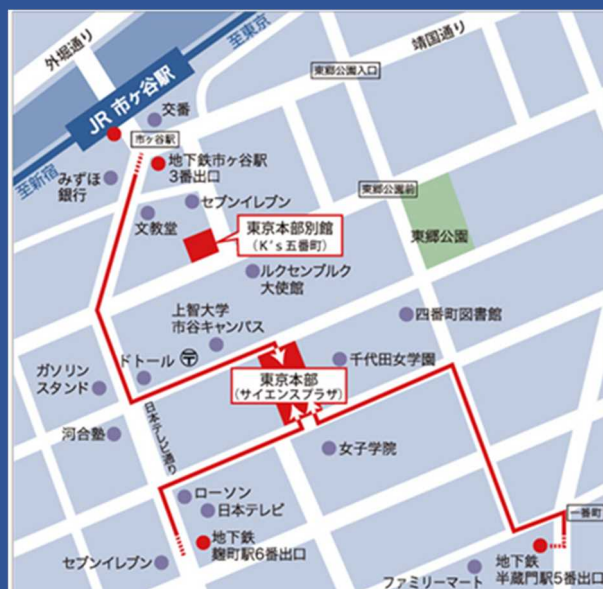 外堀通り
至東京
靖国通り
東郷公園入口
JR 市ヶ谷駅
交番
市ヶ谷駅
地下鉄市ヶ谷駅
3番出口
至新宿
みずほ
銀行
セブンイレブン
文教堂
東京本部別館
（K's五番町）
東郷公園前
東郷公園
ルクセンブルク
大使館
上智大学
市谷キャンパス
四番町図書館
ドトール 〒
千代田女学園
ガソリン
スタンド
東京本部
（サイエンスプラザ）
日本テレビ通り
河合塾
女子学院
ローソン
日本テレビ
一番町
地下鉄
麹町駅6番出口
地下鉄
半蔵門駅5番出口
セブンイレブン
ファミリーマート